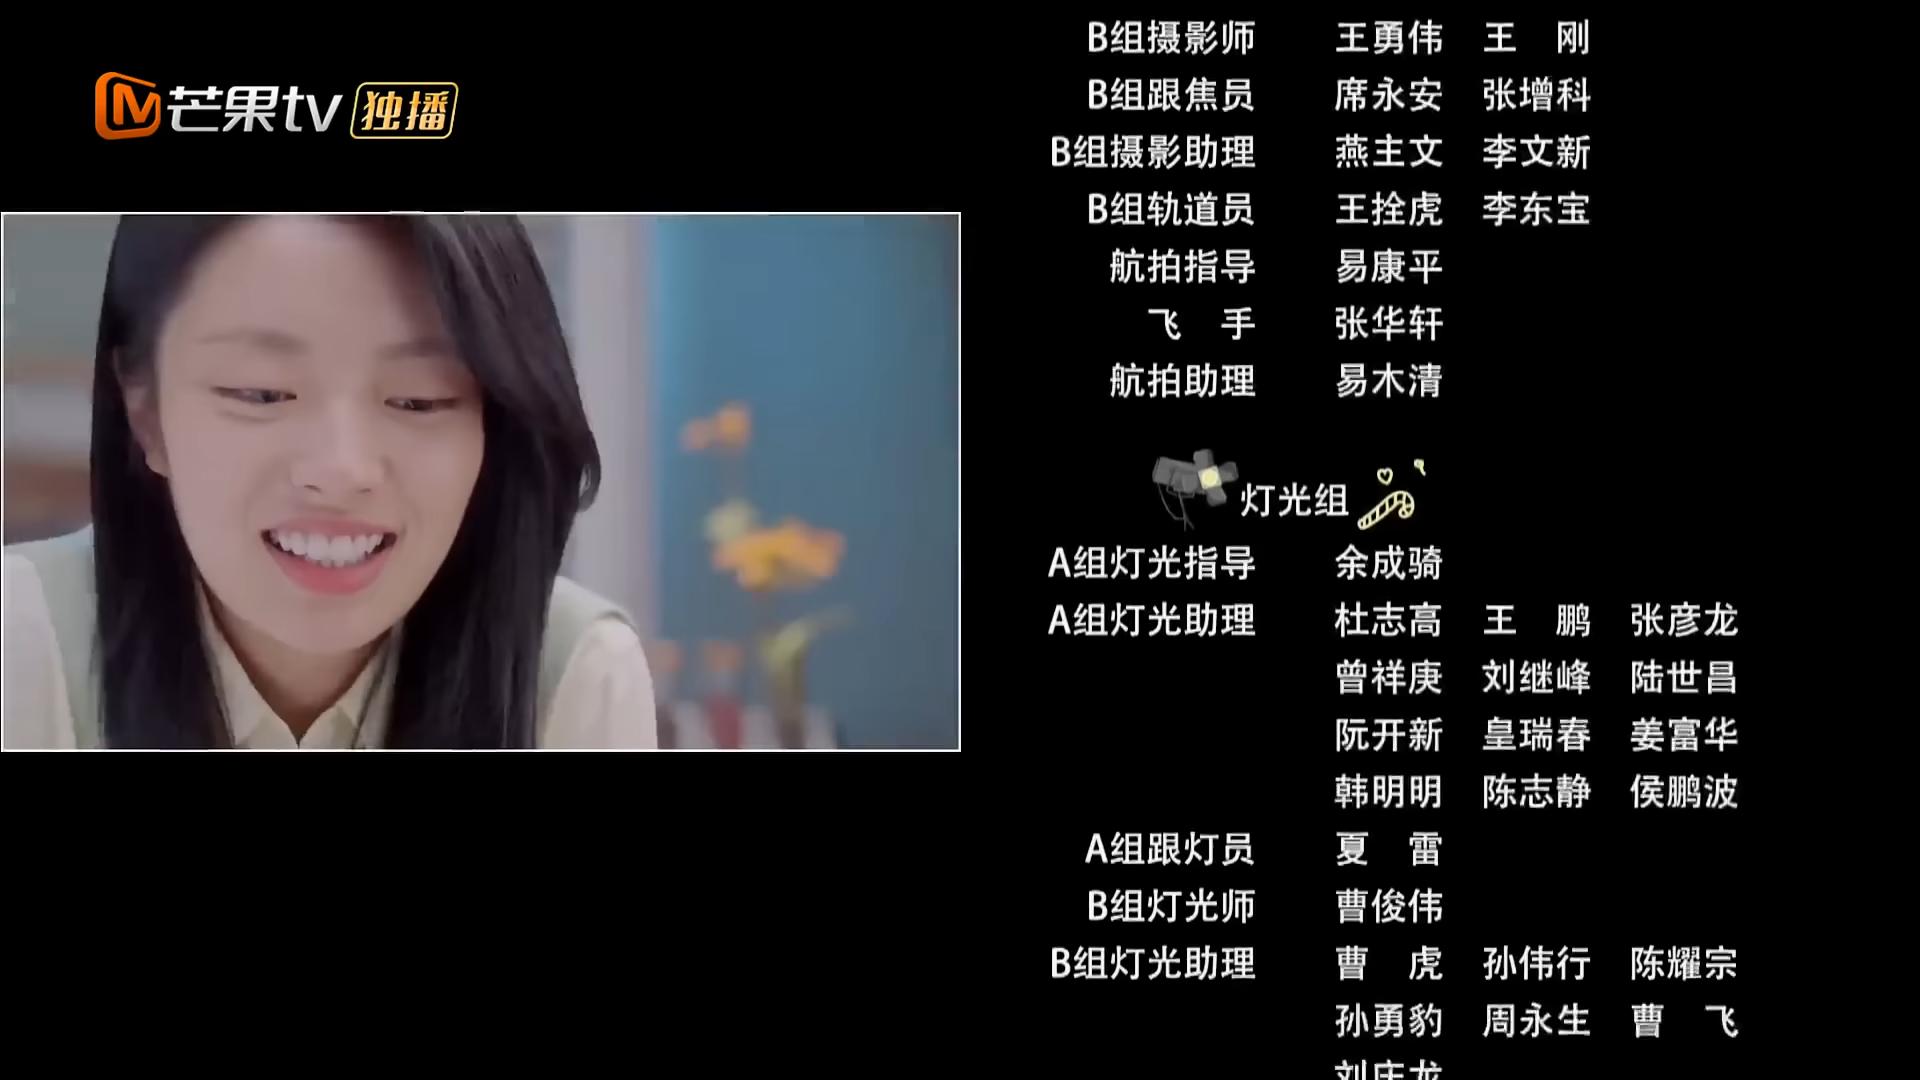 芒果tv 独播
B组摄影师 王勇伟 王 刚
B组跟焦员 席永安 张增科
B组摄影助理 燕主文 李文新
B组轨道员 王拴虎 李东宝
航拍指导 易康平
飞 手 张华轩
航拍助理 易木清
灯光组
A组灯光指导 余成骑
A组灯光助理 杜志高 王 鹏 张彦龙
曾祥庚 刘继峰 陆世昌
阮开新 皇瑞春 姜富华
韩明明 陈志静 侯鹏波
A组跟灯员 夏 雷
B组灯光师 曹俊伟
B组灯光助理 曹 虎 孙伟行 陈耀宗
孙勇豹 周永生 曹 飞